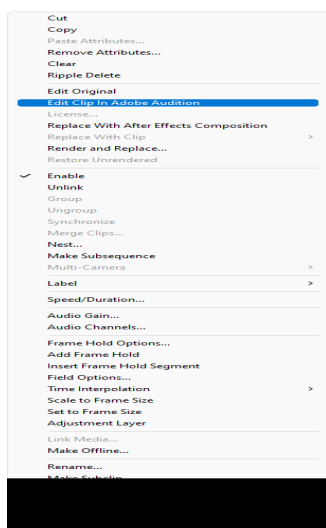 Cut
Copy
Paste Attributes...
Remove Attributes...
Clear
Ripple Delete
Edit Original
Edit Clip In Adobe Audition
License...
Replace With After Effects Composition
Replace With Clip >
Render and Replace...
Restore Unrendered
✓ Enable
Unlink
Group
Ungroup
Synchronize
Merge Clips...
Nest...
Make Subsequence
Multi-Camera >
Label >
Speed/Duration...
Audio Gain...
Audio Channels...
Frame Hold Options...
Add Frame Hold
Insert Frame Hold Segment
Field Options...
Time Interpolation >
Scale to Frame Size
Set to Frame Size
Adjustment Layer
Link Media...
Make Offline...
Rename...
Make Subclip